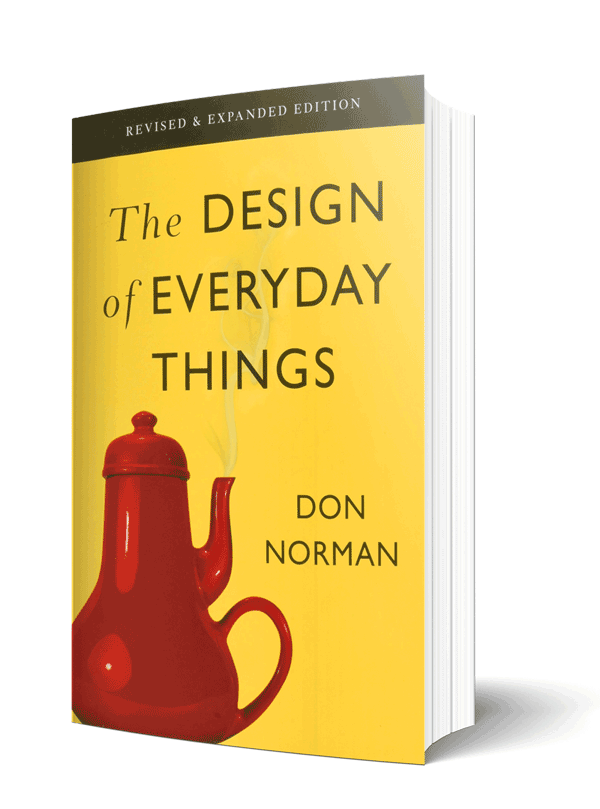 REVISED & EXPANDED EDITION
The DESIGN
of EVERYDAY
THINGS
DON
NORMAN